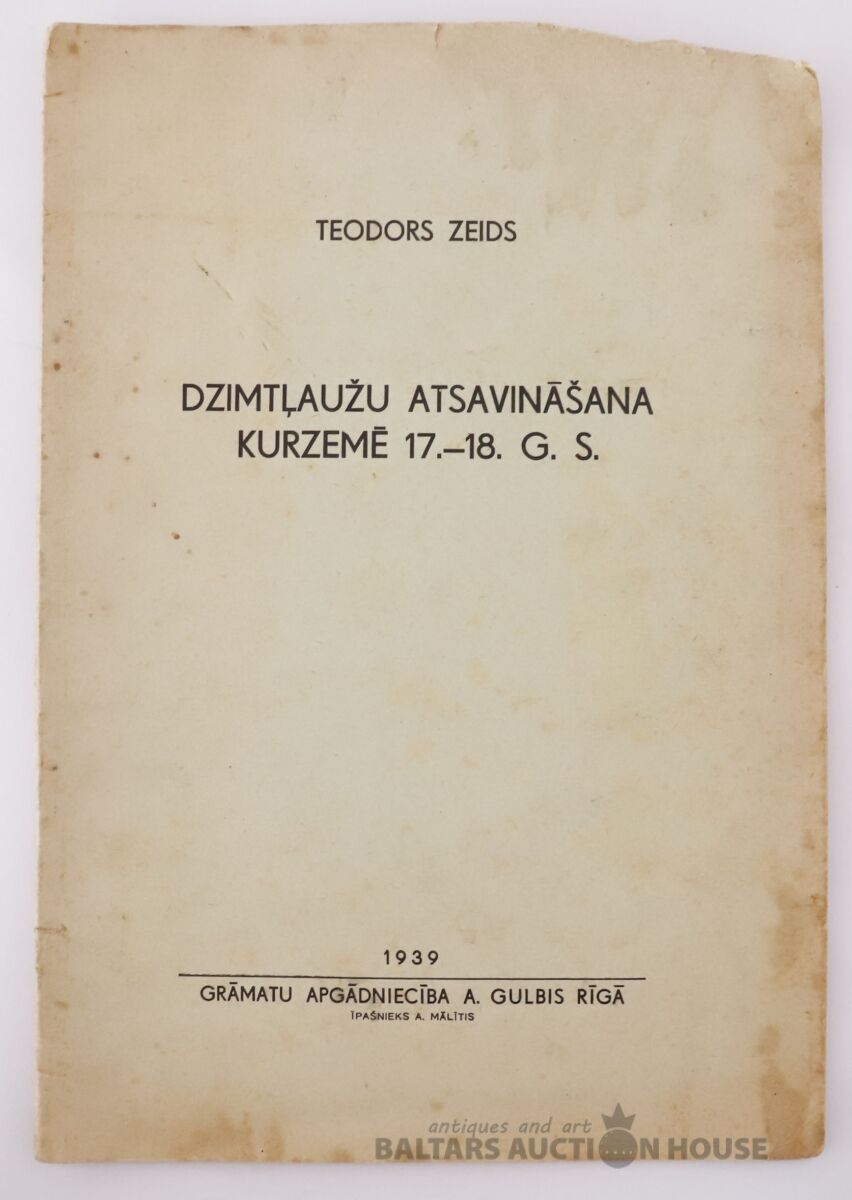 TEODORS ZEIDS
DZIMTĻAUŽU ATSAVINĀŠANA
KURZEMĒ 17.–18. G. S.
1939
GRĀMATU APGĀDNIECĪBA A. GULBIS RĪGĀ
ĪPAŠNIEKS A. MĀLĪTIS
antiques and art
BALTARS AUCTION HOUSE